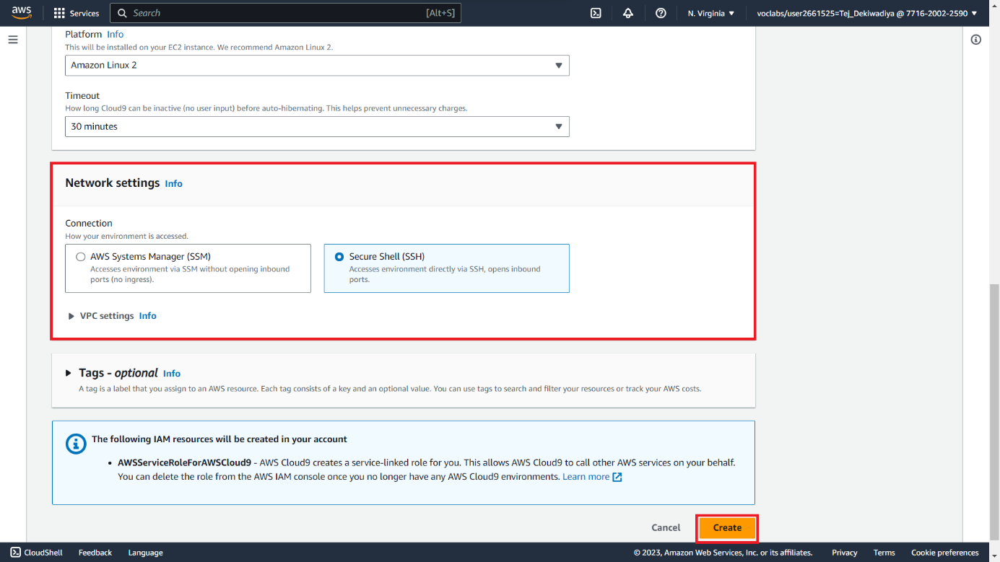 aws
Services
Search
[Alt+S]
N. Virginia
voclabs/user2661525=Tej_Dekiwadiya @ 7716-2002-2590
Platform Info
This will be installed on your EC2 instance. We recommend Amazon Linux 2.
Amazon Linux 2
Timeout
How long Cloud9 can be inactive (no user input) before auto-hibernating. This helps prevent unnecessary charges.
30 minutes
Network settings Info
Connection
How your environment is accessed.
AWS Systems Manager (SSM)
Accesses environment via SSM without opening inbound
ports (no ingress).
Secure Shell (SSH)
Accesses environment directly via SSH, opens inbound
ports.
VPC settings Info
Tags - optional Info
A tag is a label that you assign to an AWS resource. Each tag consists of a key and an optional value. You can use tags to search and filter your resources or track your AWS costs.
The following IAM resources will be created in your account
• AWSServiceRoleForAWSCloud9 - AWS Cloud9 creates a service-linked role for you. This allows AWS Cloud9 to call other AWS services on your behalf.
You can delete the role from the AWS IAM console once you no longer have any AWS Cloud9 environments. Learn more
Cancel
Create
CloudShell
Feedback
Language
© 2023, Amazon Web Services, Inc. or its affiliates.
Privacy
Terms
Cookie preferences